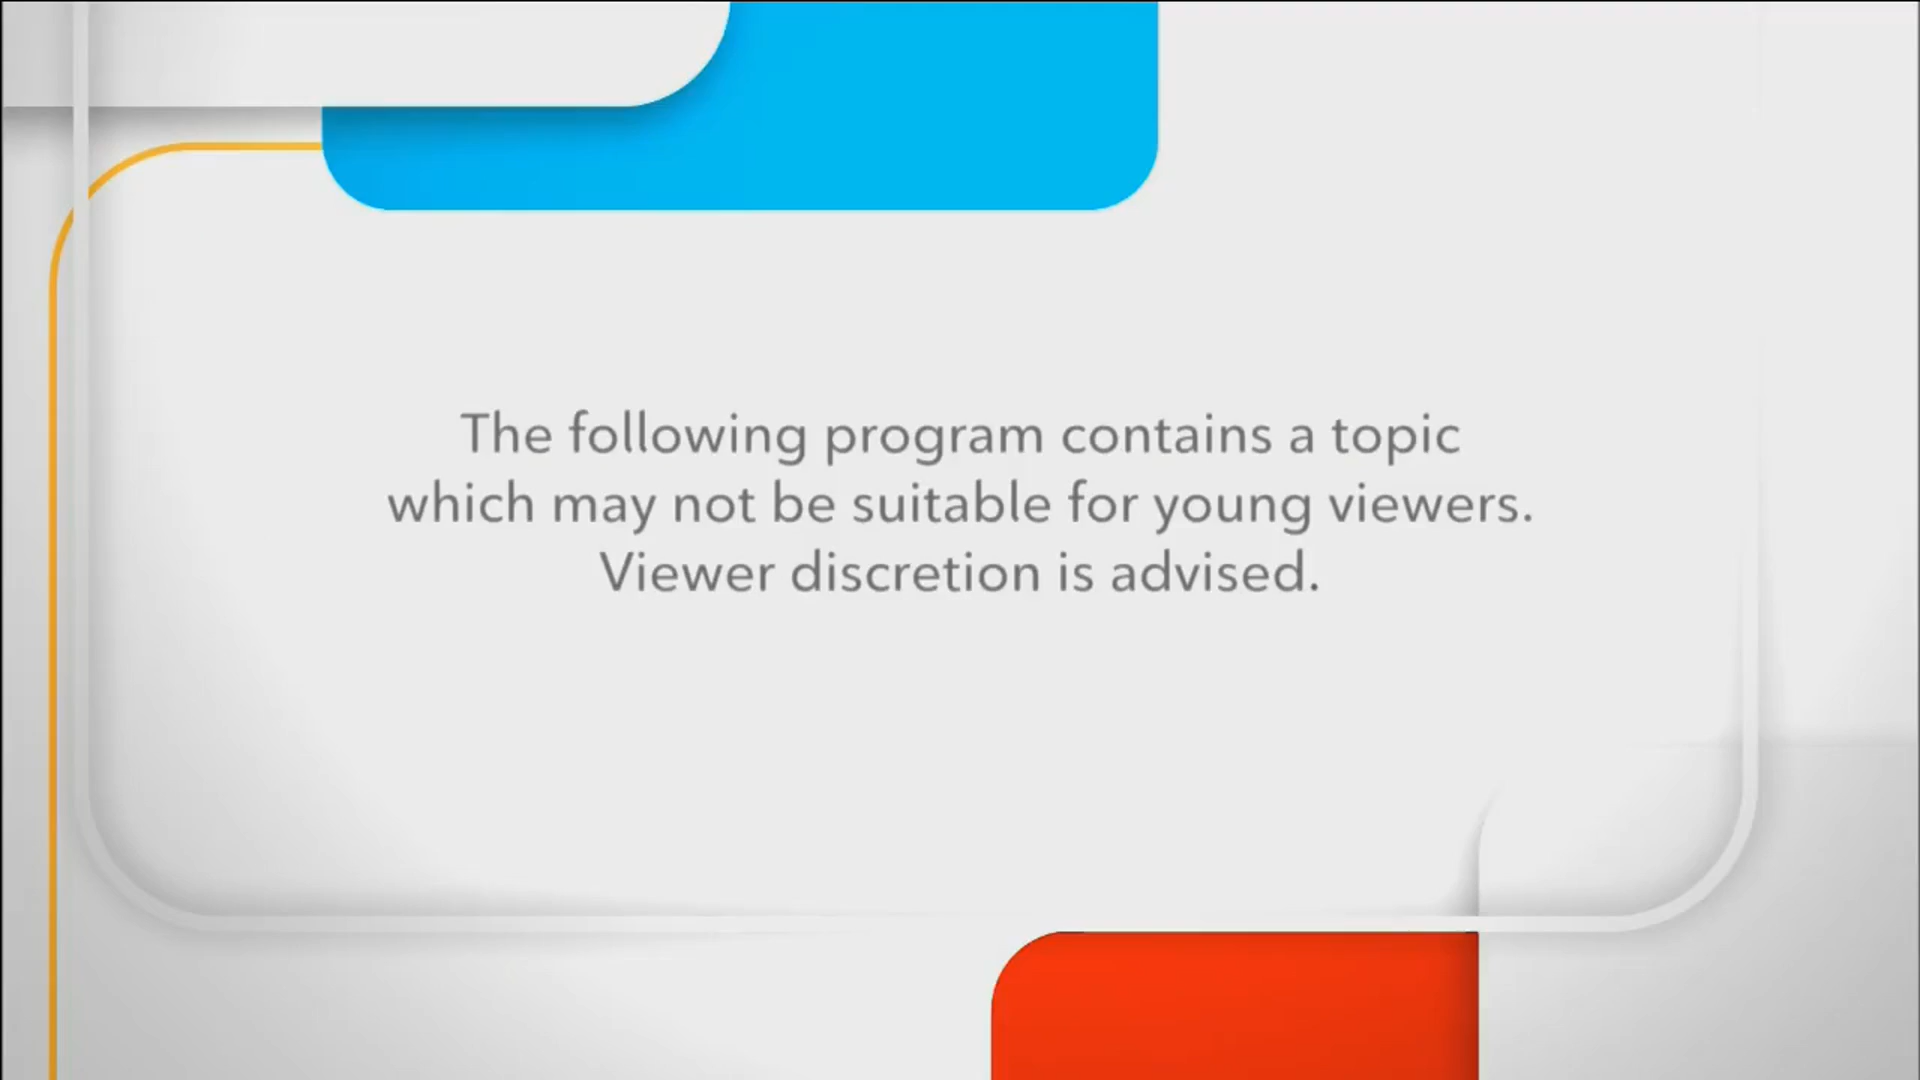 The following program contains a topic
which may not be suitable for young viewers.
Viewer discretion is advised.